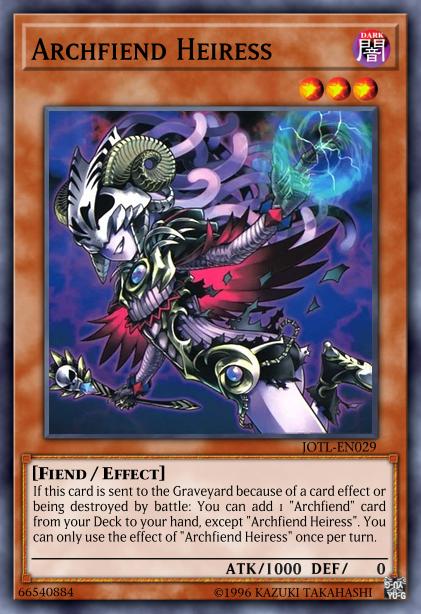 ARCHFIEND HEIRESS
DARK
闇
JOTL-EN029
[FIEND / EFFECT]
If this card is sent to the Graveyard because of a card effect or
being destroyed by battle: You can add 1 "Archfiend" card
from your Deck to your hand, except "Archfiend Heiress". You
can only use the effect of "Archfiend Heiress" once per turn.
ATK/1000 DEF/ 0
66540884
©1996 KAZUKI TAKAHASHI